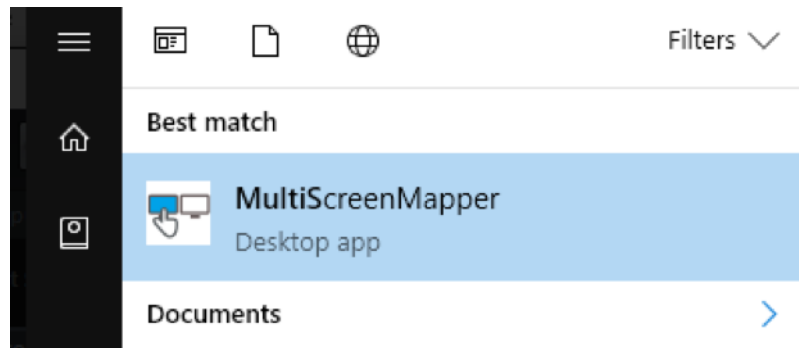 Filters
Best match
MultiScreenMapper
Desktop app
Documents